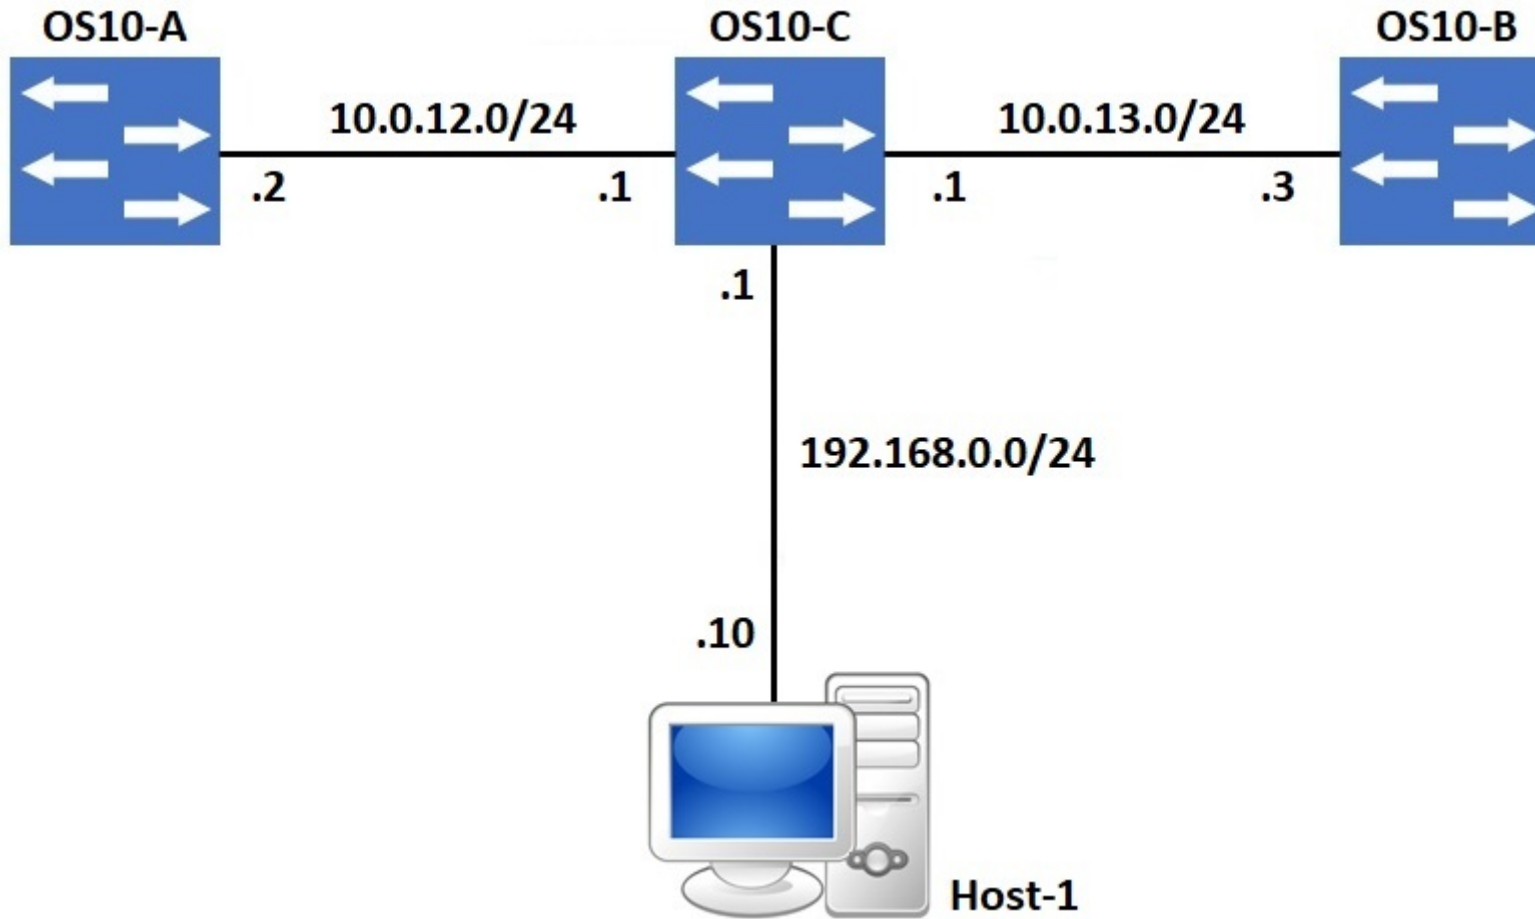 OS10-A
OS10-C
OS10-B
10.0.12.0/24
10.0.13.0/24
.2
.1
.1
.3
.1
192.168.0.0/24
.10
Host-1